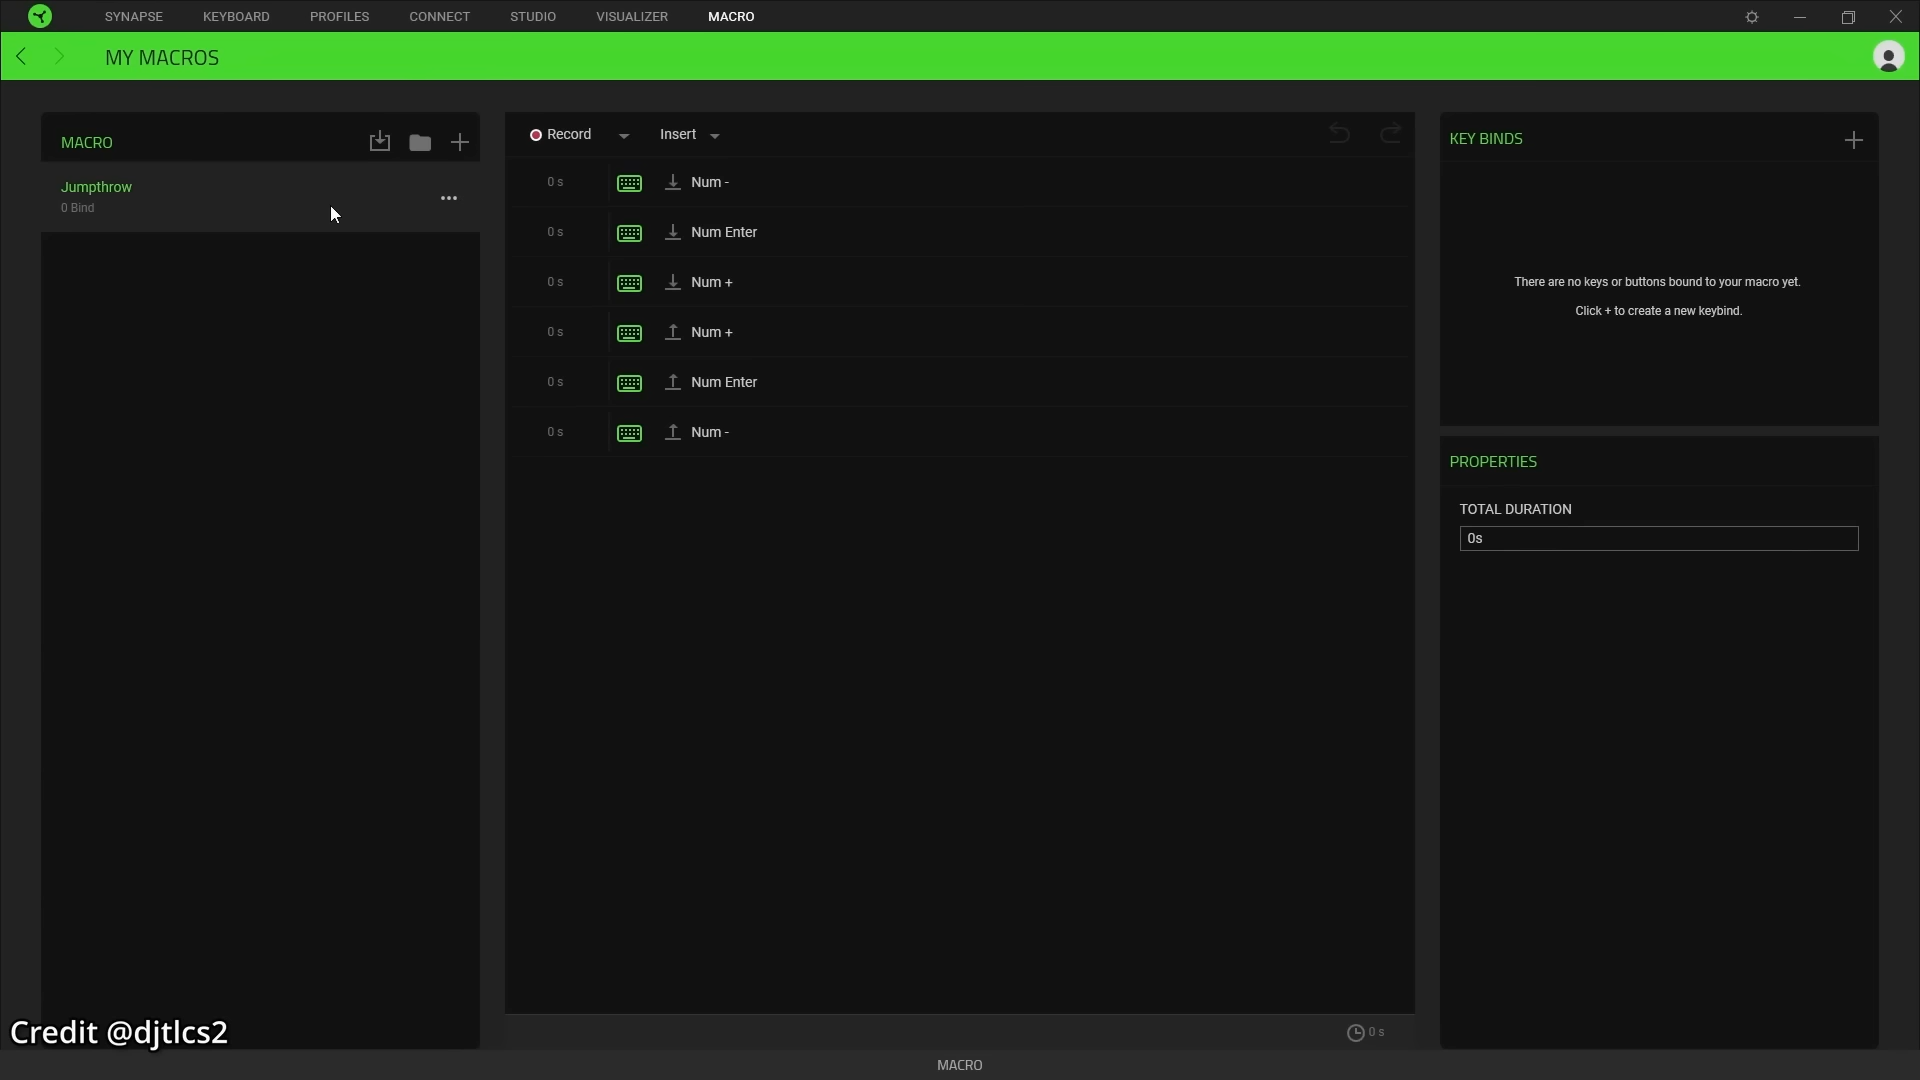 SYNAPSE KEYBOARD PROFILES CONNECT STUDIO VISUALIZER MACRO
MY MACROS
MACRO
Jumpthrow
0 Bind
Record Insert
0 s Num -
0 s Num Enter
0 s Num +
0 s Num +
0 s Num Enter
0 s Num -
0 s
KEY BINDS
There are no keys or buttons bound to your macro yet.
Click + to create a new keybind.
PROPERTIES
TOTAL DURATION
0s
Credit @djtlcs2
MACRO